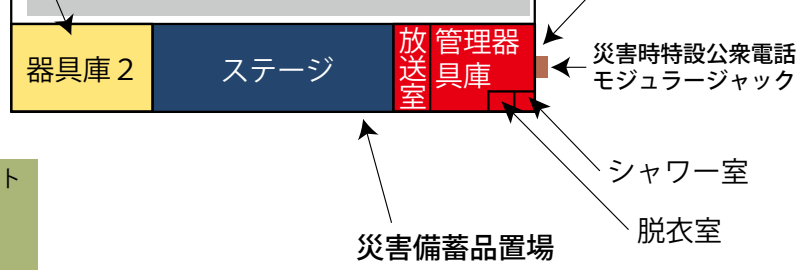 器具庫２
ステージ
放送室
管理器
具庫
災害時特設公衆電話
モジュラージャック
ト
シャワー室
脱衣室
災害備蓄品置場